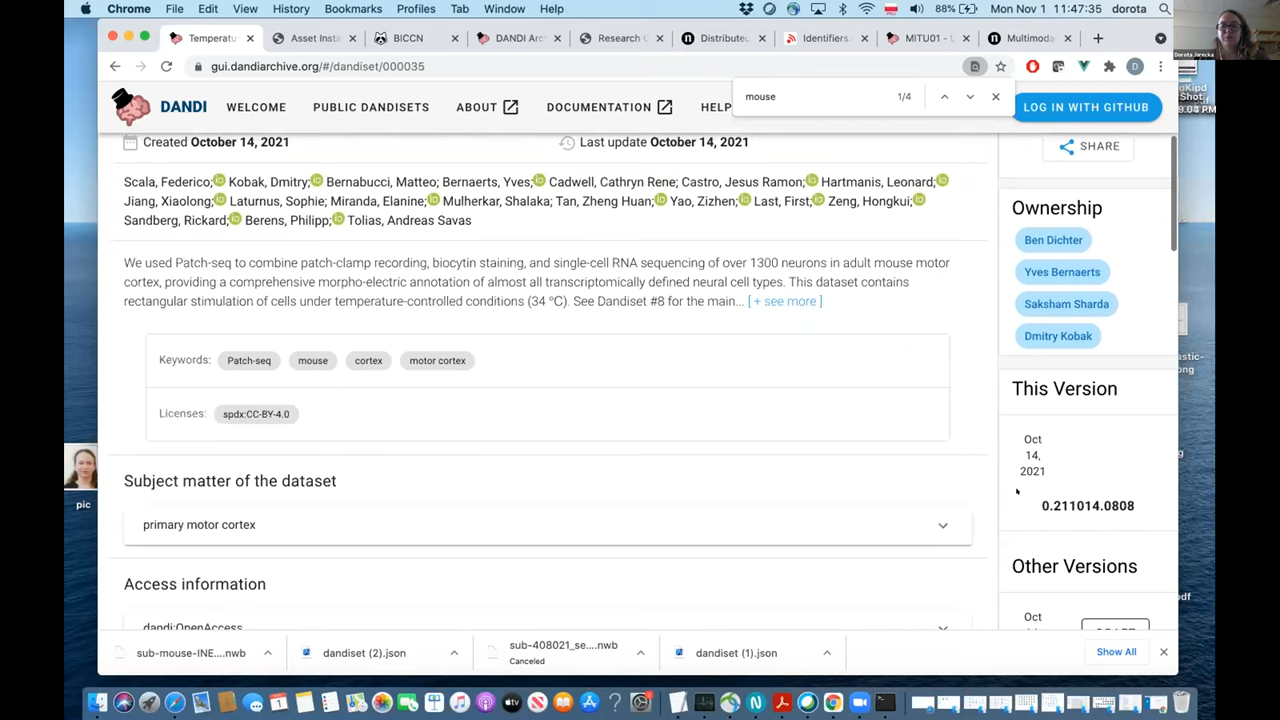 Chrome File Edit View History Bookmarks Profiles Tab Window Help 88% Mon Nov 1 11:47:35 dorota
Temperatu Asset Insta BICCN DANDI Arc Research C Distribute Identifiers. MITU01 - L Multimoda
gui.dandiarchive.org/#/dandiset/000035 D
Dorota Jarecka
DANDI WELCOME PUBLIC DANDISETS ABOU DOCUMENTATION HELP
mouse 1/4
LOG IN WITH GITHUB
Shot
Created October 14, 2021 Last update October 14, 2021
SHARE
Scala, Federico; Kobak, Dmitry; Bernabucci, Matteo; Bernaerts, Yves; Cadwell, Cathryn Rene; Castro, Jesus Ramon; Hartmanis, Leonard;
Jiang, Xiaolong; Laturnus, Sophie; Miranda, Elanine; Mulherkar, Shalaka; Tan, Zheng Huan; Yao, Zizhen; Last, First; Zeng, Hongkui;
Sandberg, Rickard; Berens, Philipp; Tolias, Andreas Savas
We used Patch-seq to combine patch-clamp recording, biocytin staining, and single-cell RNA sequencing of over 1300 neurons in adult mouse motor
cortex, providing a comprehensive morpho-electric annotation of almost all transcriptomically defined neural cell types. This dataset contains
rectangular stimulation of cells under temperature-controlled conditions (34 ºC). See Dandiset #8 for the main... [ + see more ]
Keywords: Patch-seq mouse cortex motor cortex
Licenses: spdx:CC-BY-4.0
Subject matter of the dataset
primary motor cortex
Access information
dandi:OpenAccess
Ownership
Ben Dichter
Yves Bernaerts
Saksham Sharda
Dmitry Kobak
This Version
Oct
14,
2021
0.211014.0808
Other Versions
Oct
pic
sub-mouse-INE....nwb dandiset (2).json sub-408021_se....nwb dandiset (1).json Show All
Canceled